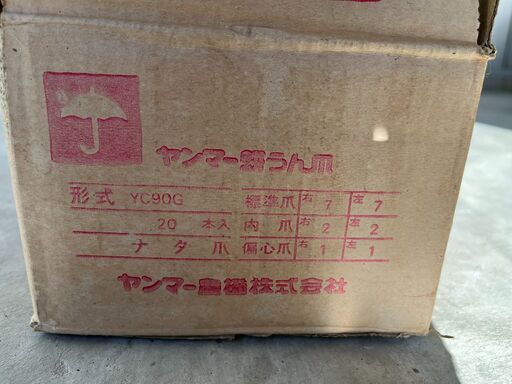 ヤンマー耕うん爪
形式 YC90G 標準爪 右7 左7
20 本入 内爪 右2 左2
ナタ爪 偏心爪 右1 左1
ヤンマー農機株式会社